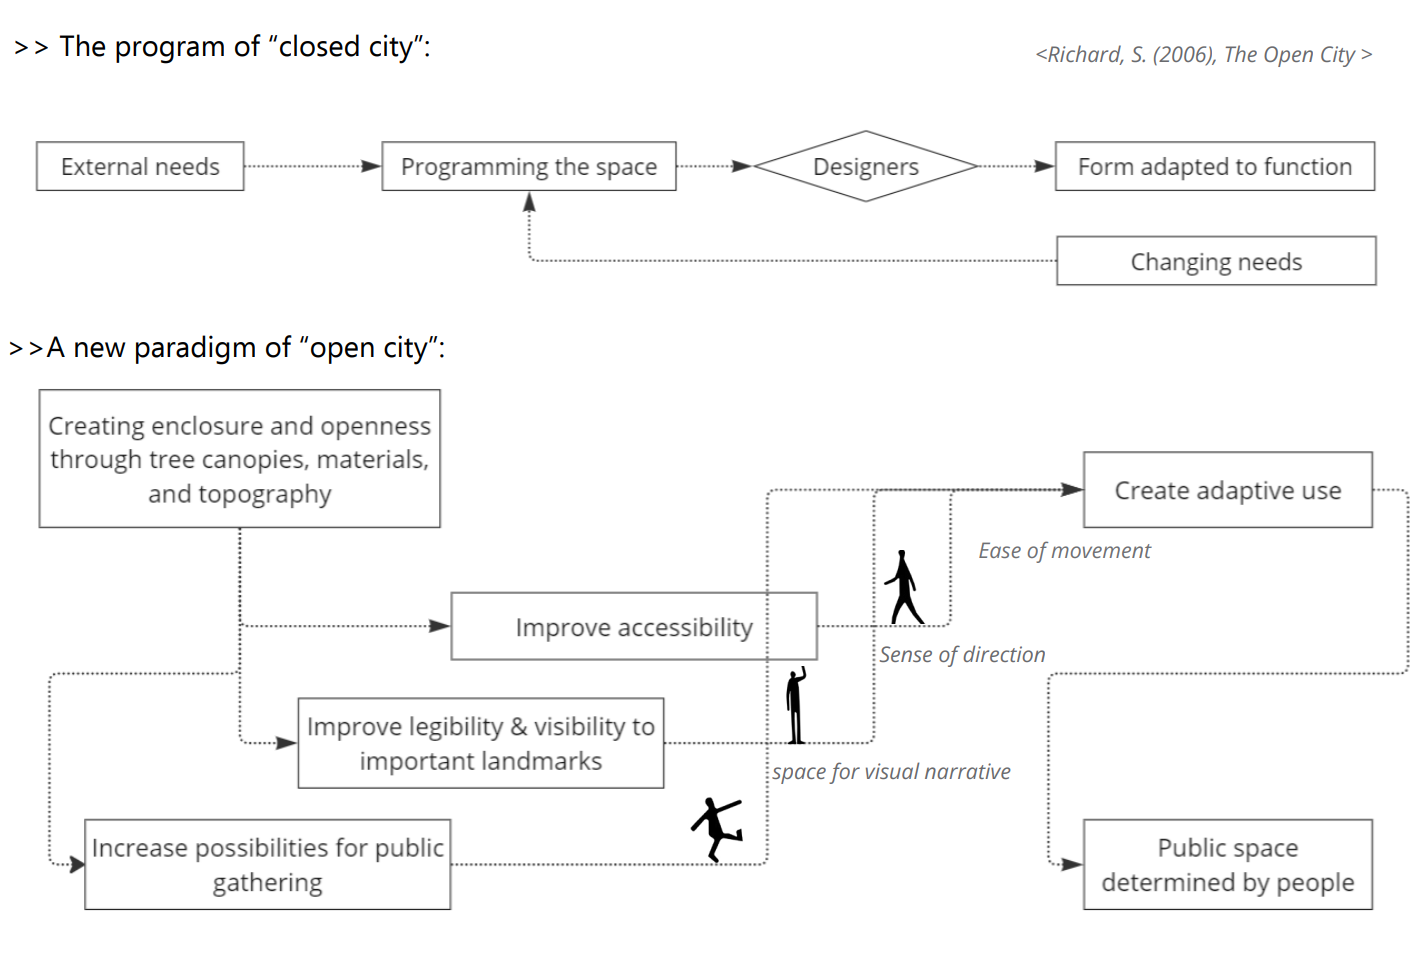 >> The program of “closed city”:
<Richard, S. (2006), The Open City >
External needs
Programming the space
Designers
Form adapted to function
Changing needs
>>A new paradigm of “open city”:
Creating enclosure and openness
through tree canopies, materials,
and topography
Create adaptive use
Ease of movement
Improve accessibility
Sense of direction
Improve legibility & visibility to
important landmarks
space for visual narrative
Increase possibilities for public
gathering
Public space
determined by people